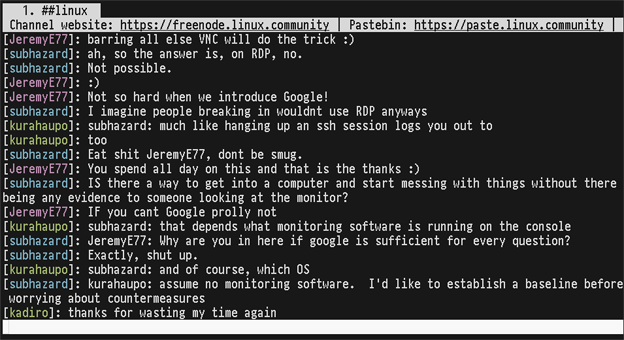 1. ##linux
Channel website: https://freenode.linux.community | Pastebin: https://paste.linux.community |
[JeremyE77]: barring all else VNC will do the trick :)
[subhazard]: ah, so the answer is, on RDP, no.
[subhazard]: Not possible.
[JeremyE77]: :)
[JeremyE77]: Not so hard when we introduce Google!
[subhazard]: I imagine people breaking in wouldnt use RDP anyways
[kurahaupo]: subhazard: much like hanging up an ssh session logs you out to
[kurahaupo]: too
[subhazard]: Eat shit JeremyE77, dont be smug.
[JeremyE77]: You spend all day on this and that is the thanks :)
[subhazard]: IS there a way to get into a computer and start messing with things without there
being any evidence to someone looking at the monitor?
[JeremyE77]: If you cant Google prolly not
[kurahaupo]: subhazard: that depends what monitoring software is running on the console
[subhazard]: JeremyE77: Why are you in here if google is sufficient for every question?
[subhazard]: Exactly, shut up.
[kurahaupo]: subhazard: and of course, which OS
[subhazard]: kurahaupo: assume no monitoring software.  I'd like to establish a baseline before
worrying about countermeasures
[kadiro]: thanks for wasting my time again